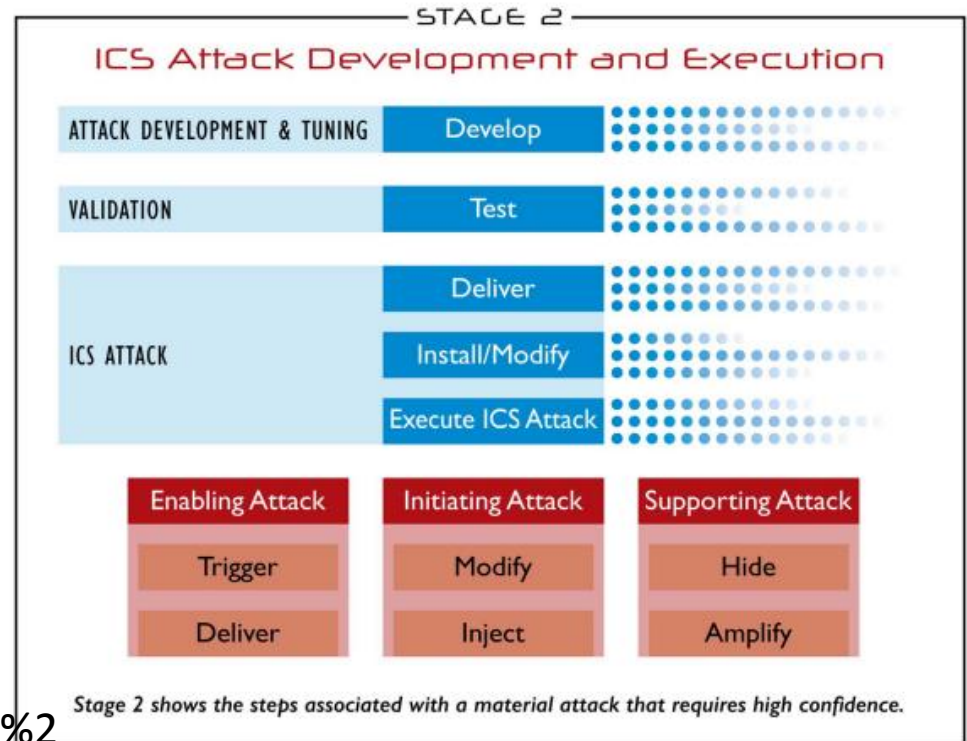 STAGE 2
ICS Attack Development and Execution
ATTACK DEVELOPMENT & TUNING
Develop
VALIDATION
Test
ICS ATTACK
Deliver
Install/Modify
Execute ICS Attack
Enabling Attack
Trigger
Deliver
Initiating Attack
Modify
Inject
Supporting Attack
Hide
Amplify
Stage 2 shows the steps associated with a material attack that requires high confidence.
%2